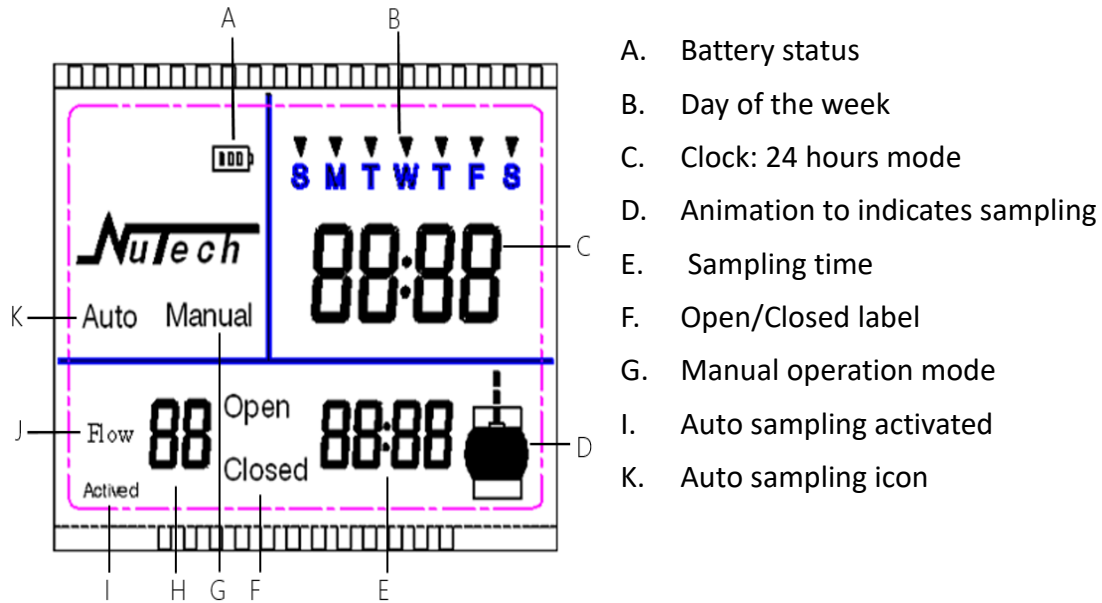 A
B
A. Battery status
B. Day of the week
S M T W T F S
C. Clock: 24 hours mode
NuTech
88:88
C
D. Animation to indicates sampling
E. Sampling time
K
Auto Manual
F. Open/Closed label
G. Manual operation mode
J
Flow
88
Open
Closed
88:88
D
I. Auto sampling activated
Actived
K. Auto sampling icon
I H G F E